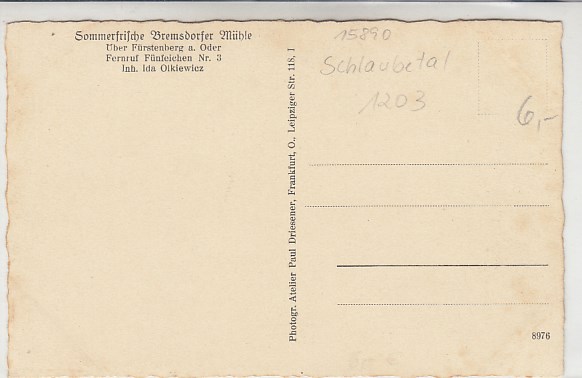 Sommerfrische Bremsdorfer Mühle
Über Fürstenberg a. Oder
Fernruf Fünfeichen Nr. 3
Inh. Ida Olkiewicz
Photogr. Atelier Paul Driesener, Frankfurt, O., Leipziger Str. 118, I
15890
Schlaubetal
1203
6,-
8976